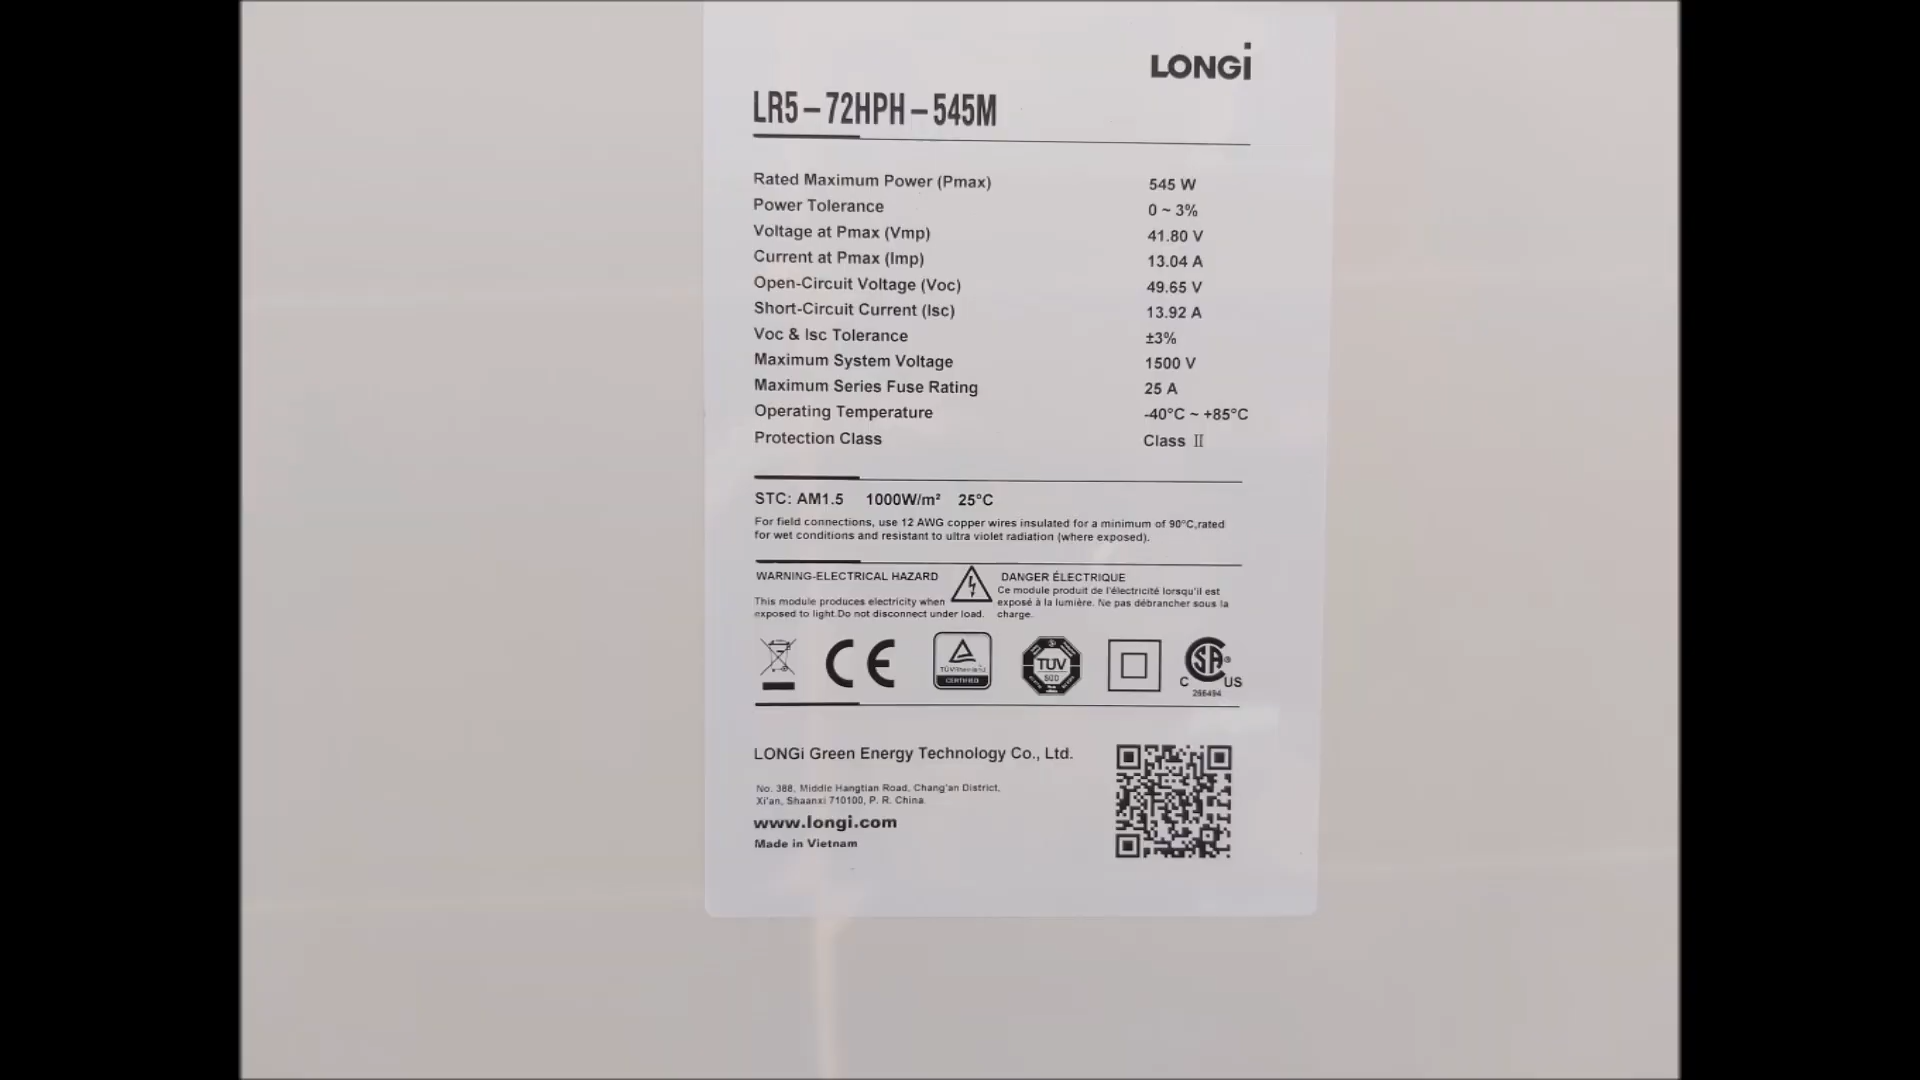 LONGi
LR5-72HPH-545M
Rated Maximum Power (Pmax) 545 W
Power Tolerance 0 ~ 3%
Voltage at Pmax (Vmp) 41.80 V
Current at Pmax (Imp) 13.04 A
Open-Circuit Voltage (Voc) 49.65 V
Short-Circuit Current (Isc) 13.92 A
Voc & Isc Tolerance ±3%
Maximum System Voltage 1500 V
Maximum Series Fuse Rating 25 A
Operating Temperature -40°C ~ +85°C
Protection Class Class Ⅱ
STC: AM1.5 1000W/m² 25°C
For field connections, use 12 AWG copper wires insulated for a minimum of 90°C,rated
for wet conditions and resistant to ultra violet radiation (where exposed).
WARNING-ELECTRICAL HAZARD
This module produces electricity when
exposed to light.Do not disconnect under load.
DANGER ÉLECTRIQUE
Ce module produit de l'électricité lorsqu'il est
exposé à la lumière. Ne pas débrancher sous la
charge.
CE
TÜVRheinland
CERTIFIED
TUV
SUD
CSA®
C US
266494
LONGi Green Energy Technology Co., Ltd.
No. 388, Middle Hangtian Road, Chang'an District,
Xi'an, Shaanxi 710100, P. R. China.
www.longi.com
Made in Vietnam